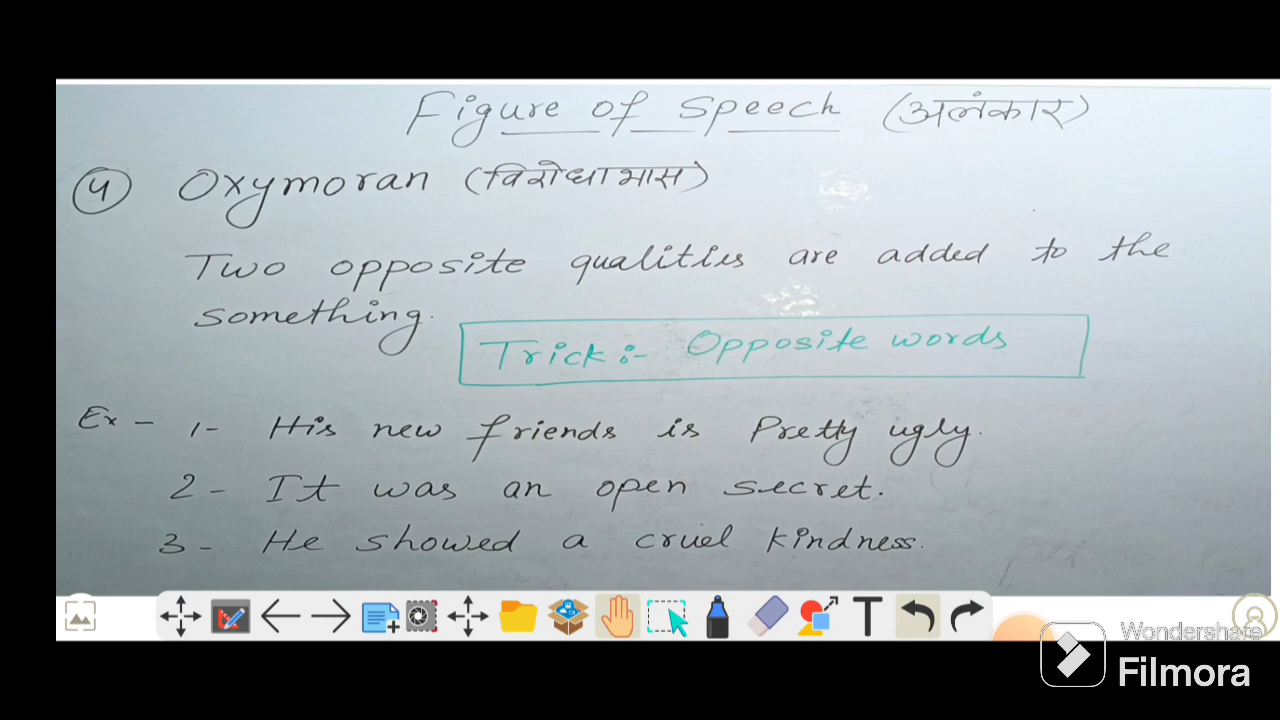 Figure of Speech (अलंकार)
(4) Oxymoran (विरोधाभास)
Two opposite qualities are added to the
something.
Trick :- Opposite words
Ex - 1- His new friends is Pretty ugly.
2 - It was an open secret.
3 - He showed a cruel kindness.
T
Wondershare
Filmora